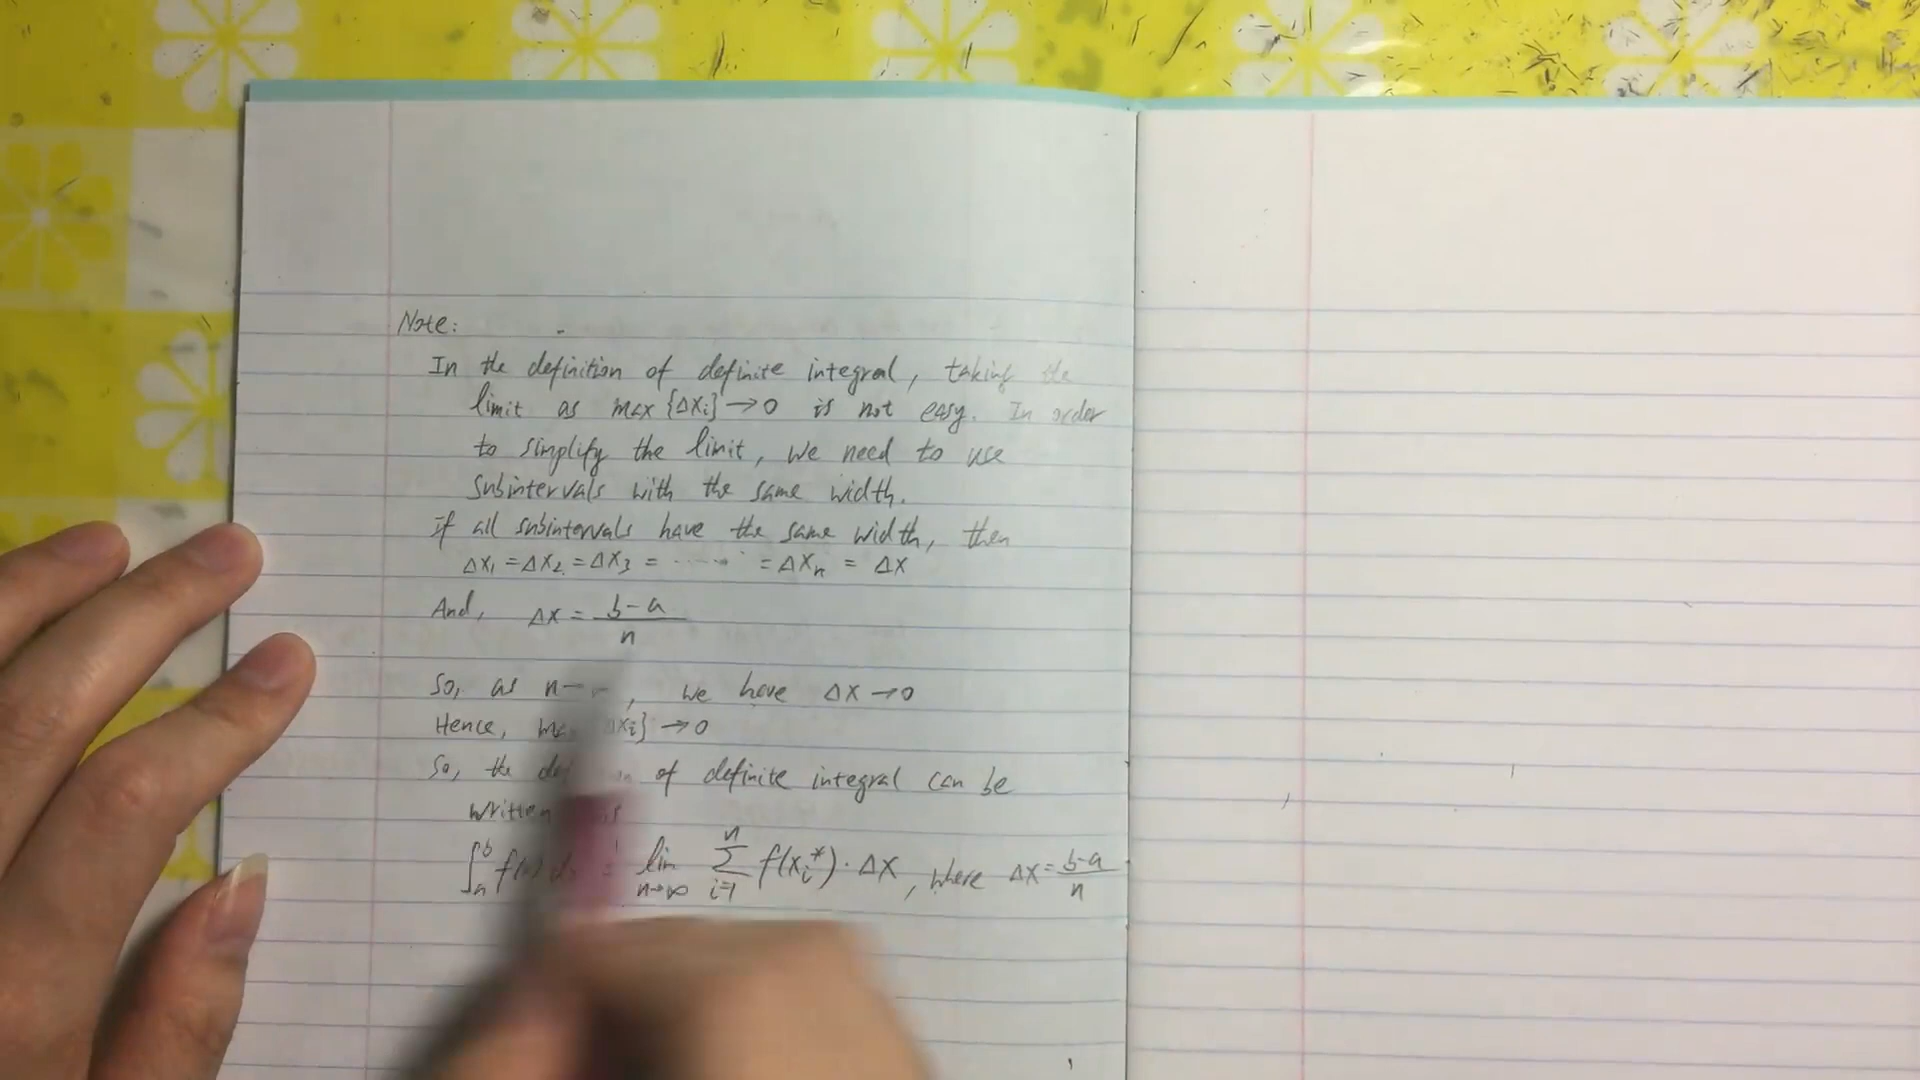 Note:
In the definition of definite integral, taking the
limit as max {Δxi} → 0 is not easy. In order
to simplify the limit, we need to use
subintervals with the same width.
if all subintervals have the same width, then
Δx₁ = Δx₂ = Δx₃ = ...... = Δxₙ = Δx
And, Δx = (b-a)/n
So, as n → , we have Δx → 0
Hence, xi} → 0
So, the of definite integral can be
written
∫ f( lim n→∞ Σ i=1 n f(xi*)·Δx, where Δx = (b-a)/n